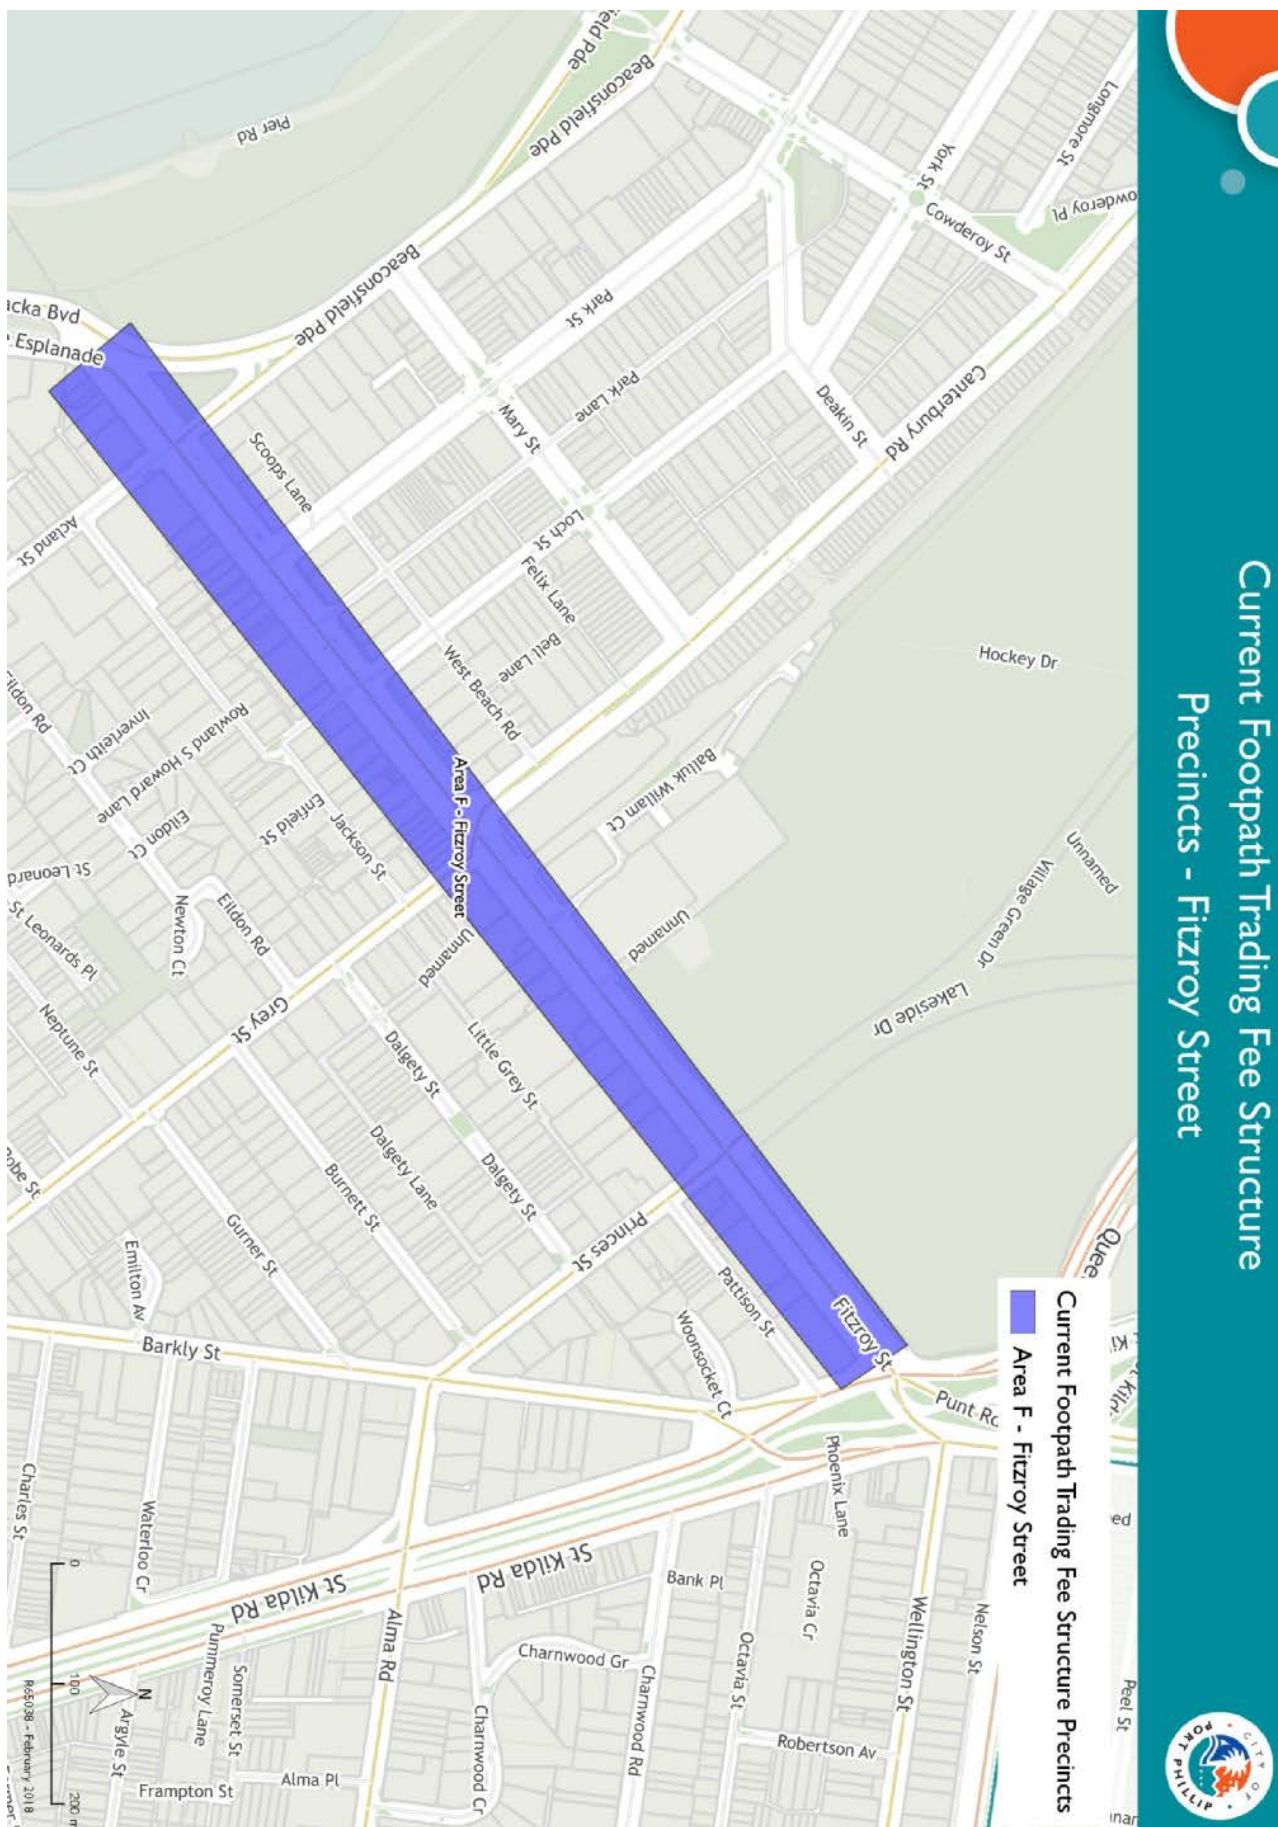 Current Footpath Trading Fee Structure
Precincts - Fitzroy Street
CITY OF
PORT PHILLIP
Current Footpath Trading Fee Structure Precincts
Area F - Fitzroy Street
Longmore St
York St
Cowderoy St
Beaconsfield Pde
Beaconsfield Pde
Beaconsfield Pde
Pier Rd
Park St
Park Lane
Deakin St
Canterbury Rd
Mary St
Loch St
Scoops Lane
Felix Lane
Bell Lane
West Beach Rd
Hockey Dr
Unnamed
Village Green Dr
Lakeside Dr
Balluk Willam Ct
Unnamed
Esplanade
Acland St
Area F - Fitzroy Street
Fitzroy St
Rowland S Howard Lane
Inverleith Ct
Eildon Ct
Enfield St
Jackson St
Eildon Rd
Newton Ct
St Leonards Pl
Neptune St
Unnamed
Grey St
Little Grey St
Dalgety St
Dalgety Lane
Dalgety St
Burnett St
Gurner St
Emilton Av
Princes St
Pattison St
Woonsocket Ct
Barkly St
Phoenix Lane
Octavia Cr
Octavia St
Bank Pl
Wellington St
Nelson St
Peel St
Robertson Av
St Kilda Rd
St Kilda Rd
Charnwood Gr
Charnwood Rd
Charnwood Cr
Alma Rd
Alma Pl
Waterloo Cr
Charles St
Pummeroy Lane
Somerset St
Argyle St
Frampton St
N
0 100 200 m
R65038 - February 2018